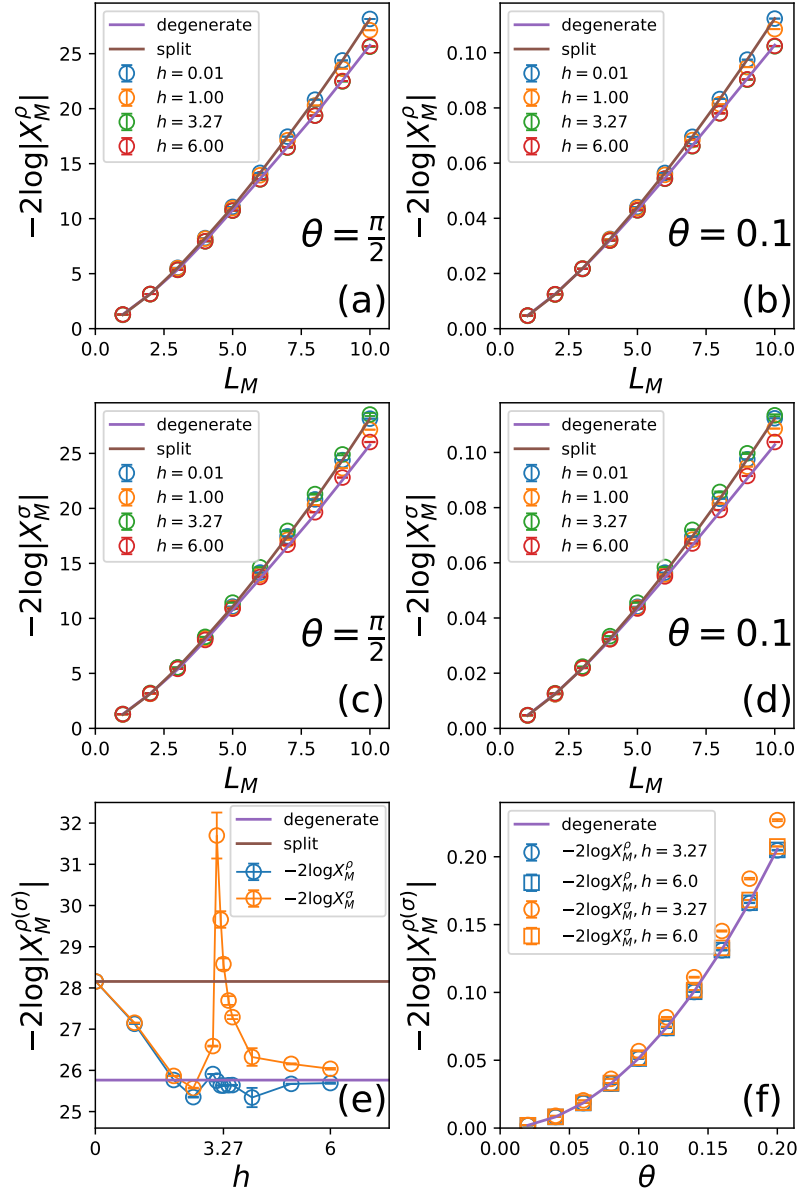 degenerate
split
h = 0.01
h = 1.00
h = 3.27
h = 6.00
−2log|X_M^ρ|
25
20
15
10
5
0
0.0 2.5 5.0 7.5 10.0
L_M
θ = π/2
(a)
degenerate
split
h = 0.01
h = 1.00
h = 3.27
h = 6.00
−2log|X_M^ρ|
0.10
0.08
0.06
0.04
0.02
0.00
0.0 2.5 5.0 7.5 10.0
L_M
θ = 0.1
(b)
degenerate
split
h = 0.01
h = 1.00
h = 3.27
h = 6.00
−2log|X_M^σ|
25
20
15
10
5
0
0.0 2.5 5.0 7.5 10.0
L_M
θ = π/2
(c)
degenerate
split
h = 0.01
h = 1.00
h = 3.27
h = 6.00
−2log|X_M^σ|
0.10
0.08
0.06
0.04
0.02
0.00
0.0 2.5 5.0 7.5 10.0
L_M
θ = 0.1
(d)
degenerate
split
−2logX_M^ρ
−2logX_M^σ
−2log|X_M^ρ(σ)|
32
31
30
29
28
27
26
25
0 3.27 6
h
(e)
degenerate
−2logX_M^ρ, h = 3.27
−2logX_M^ρ, h = 6.0
−2logX_M^σ, h = 3.27
−2logX_M^σ, h = 6.0
−2log|X_M^ρ(σ)|
0.20
0.15
0.10
0.05
0.00
0.00 0.05 0.10 0.15 0.20
θ
(f)